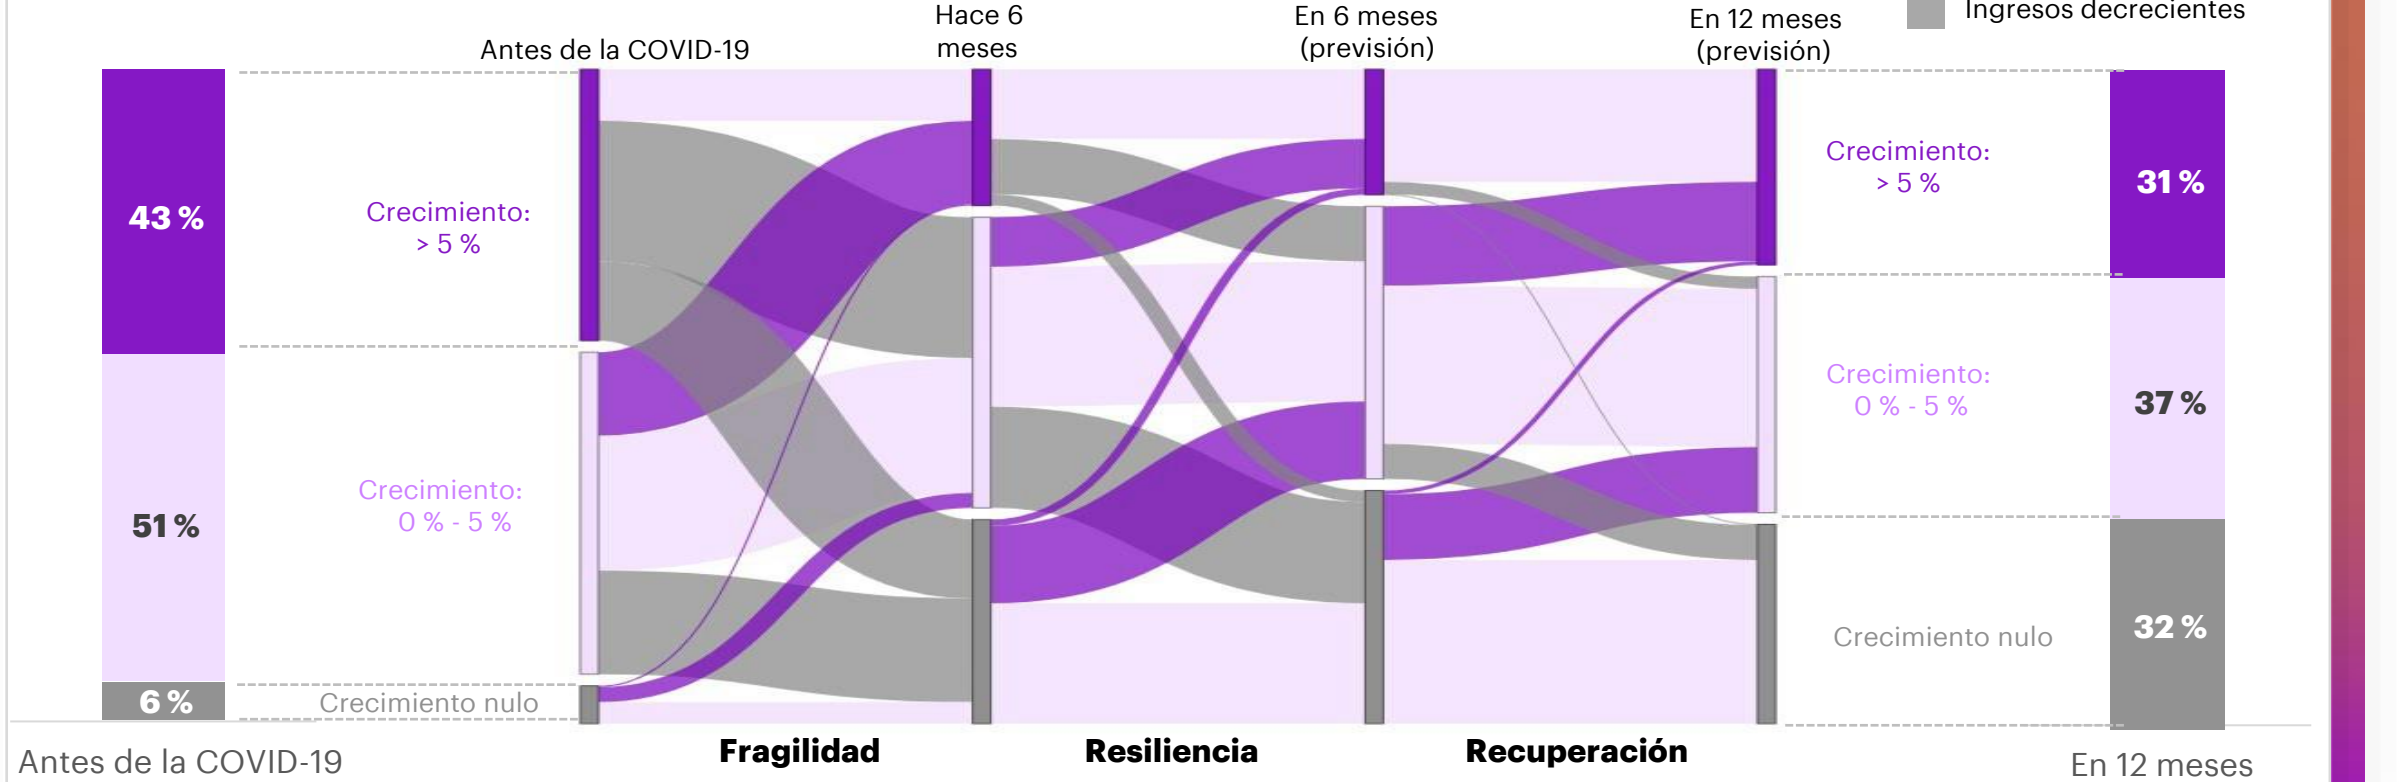 Ingresos decrecientes
Antes de la COVID-19
Hace 6
meses
En 6 meses
(previsión)
En 12 meses
(previsión)
43 %
51 %
6 %
Crecimiento:
> 5 %
Crecimiento:
0 % - 5 %
Crecimiento nulo
Crecimiento:
> 5 %
Crecimiento:
0 % - 5 %
Crecimiento nulo
31 %
37 %
32 %
Fragilidad
Resiliencia
Recuperación
Antes de la COVID-19
En 12 meses